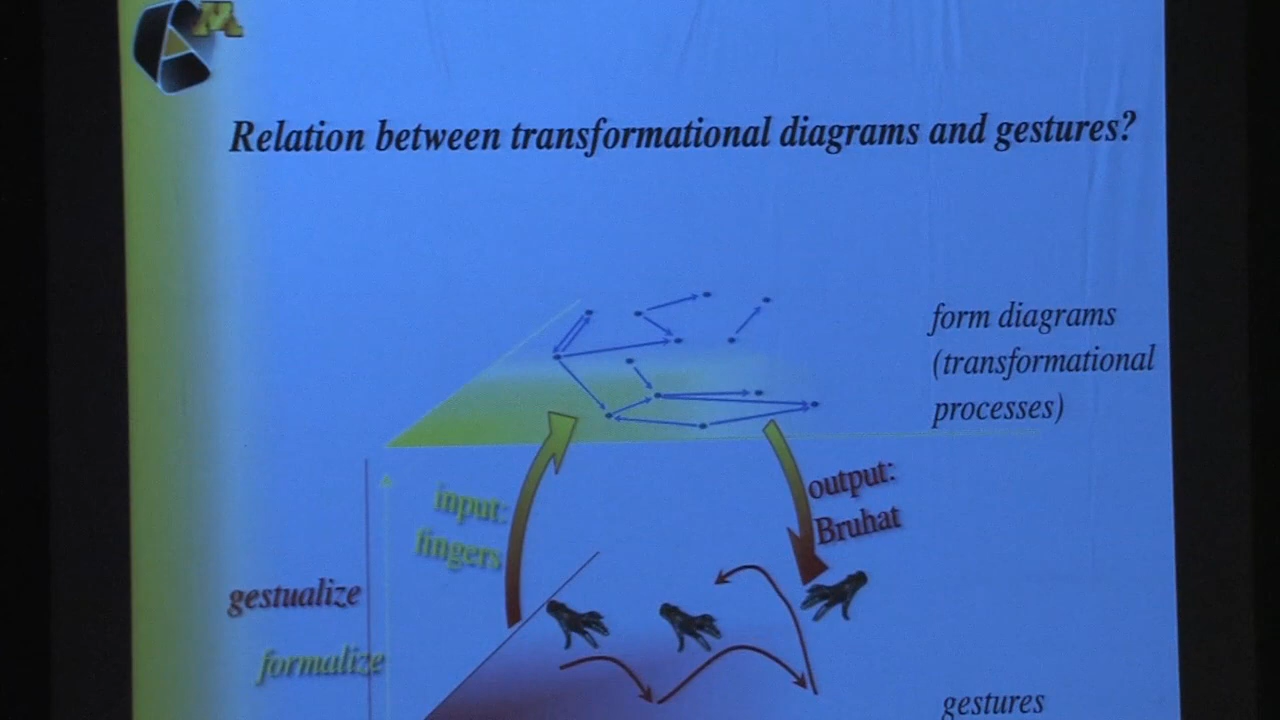 M
Relation between transformational diagrams and gestures?
form diagrams
(transformational
processes)
input:
fingers
output:
Bruhat
gestualize
formalize
gestures